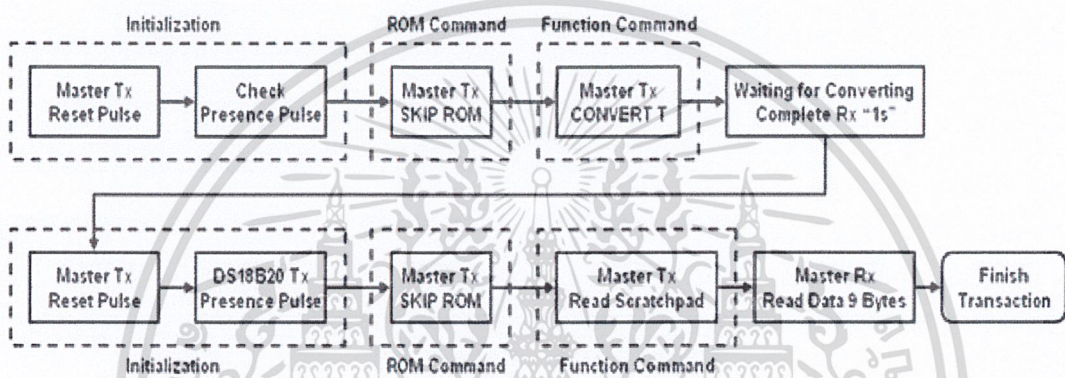 Initialization
ROM Command
Function Command
Master Tx
Reset Pulse
Check
Presence Pulse
Master Tx
SKIP ROM
Master Tx
CONVERT T
Waiting for Converting
Complete Rx "1s"
Master Tx
Reset Pulse
DS18B20 Tx
Presence Pulse
Master Tx
SKIP ROM
Master Tx
Read Scratchpad
Master Rx
Read Data 9 Bytes
Finish
Transaction
Initialization
ROM Command
Function Command